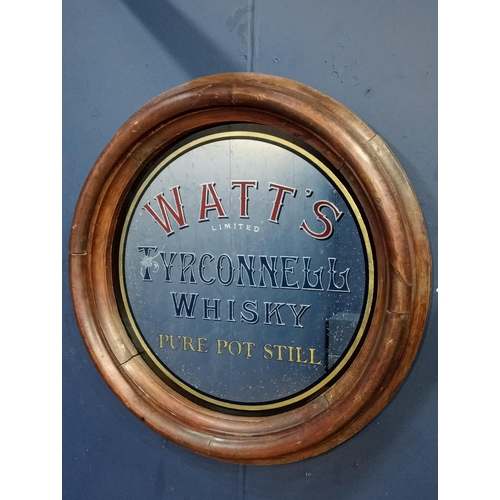 WATT'S
LIMITED
TYRCONNELL
WHISKY
PURE POT STILL